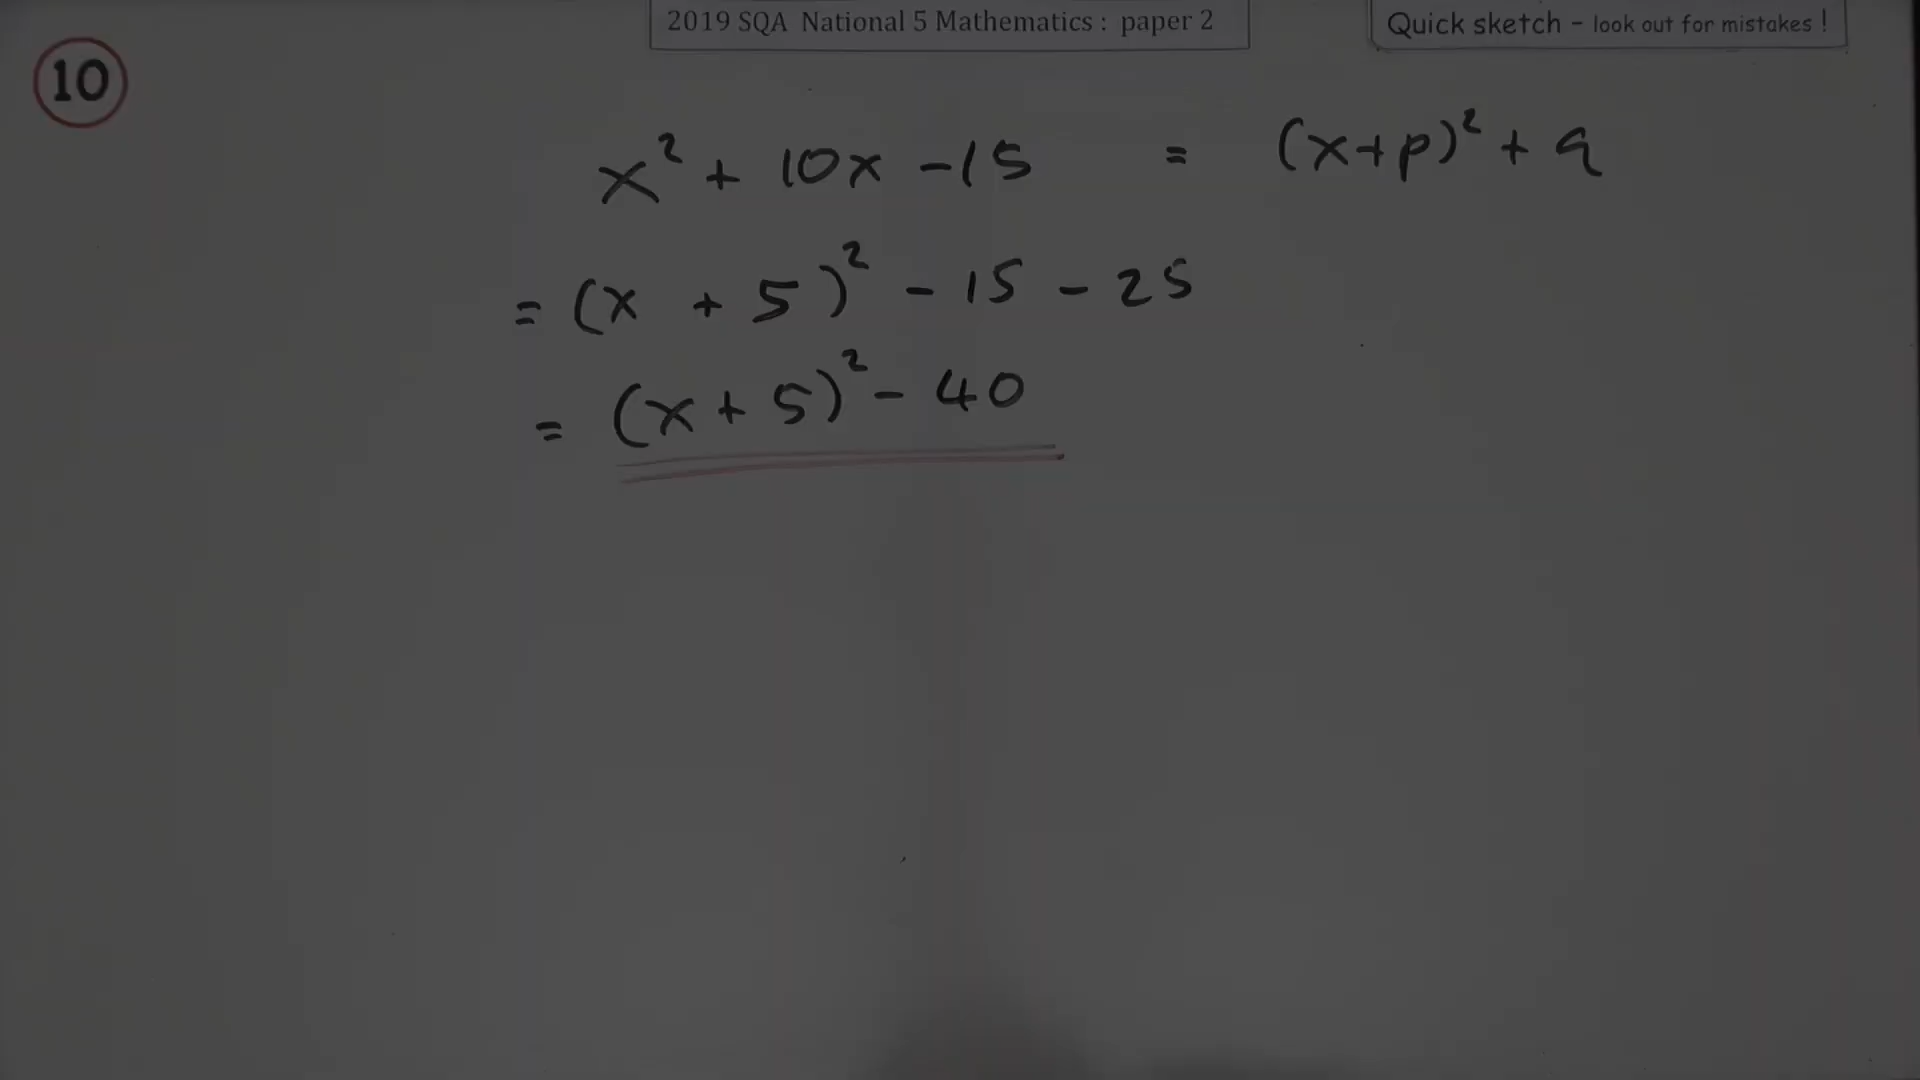 2019 SQA National 5 Mathematics : paper 2
Quick sketch – look out for mistakes !
10
x² + 10x - 15 = (x+p)² + q
= (x + 5)² - 15 - 25
= (x + 5)² - 40